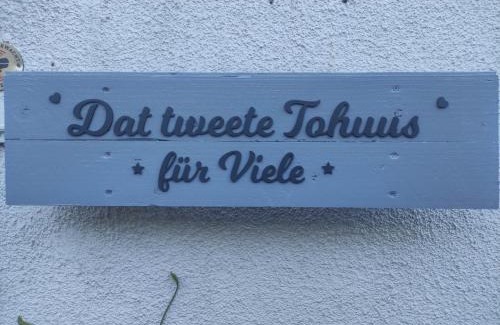 Dat tweete Tohuus
für Viele